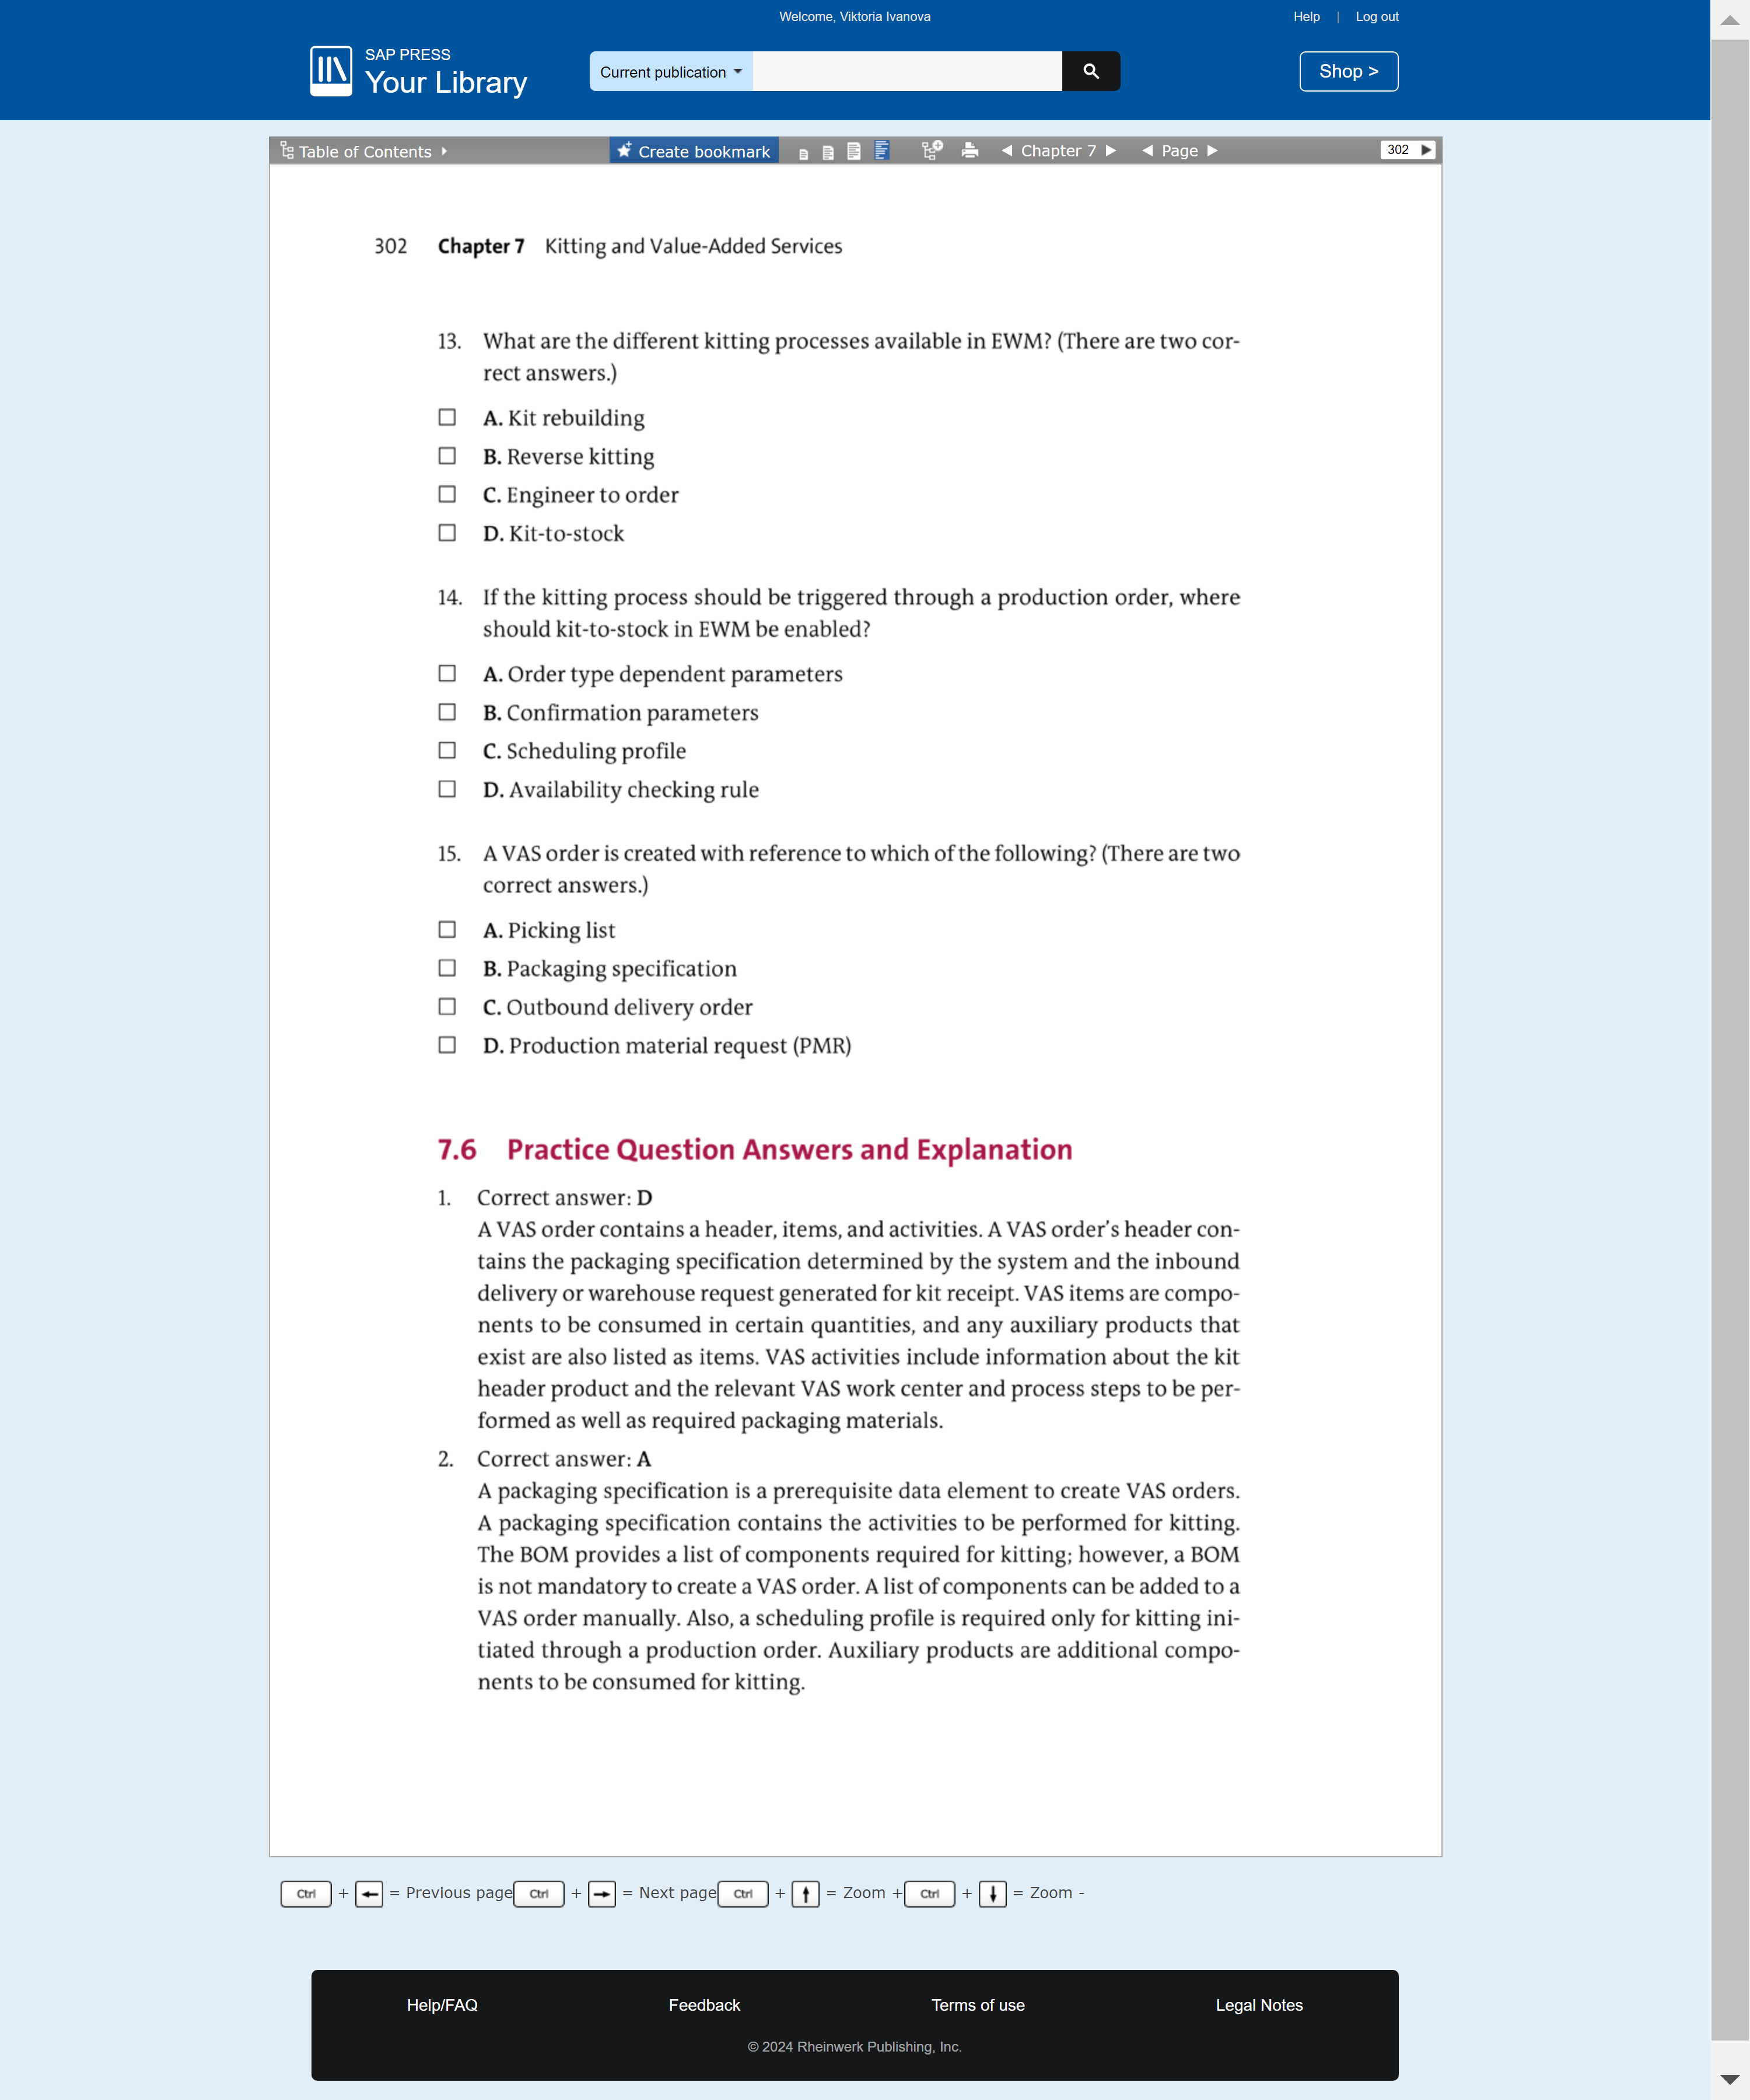 Welcome, Viktoria Ivanova
Help | Log out
SAP PRESS
Your Library
Current publication
Shop >
Table of Contents
Create bookmark
Chapter 7
Page
302
302 Chapter 7 Kitting and Value-Added Services
13. What are the different kitting processes available in EWM? (There are two cor-
rect answers.)
A. Kit rebuilding
B. Reverse kitting
C. Engineer to order
D. Kit-to-stock
14. If the kitting process should be triggered through a production order, where
should kit-to-stock in EWM be enabled?
A. Order type dependent parameters
B. Confirmation parameters
C. Scheduling profile
D. Availability checking rule
15. A VAS order is created with reference to which of the following? (There are two
correct answers.)
A. Picking list
B. Packaging specification
C. Outbound delivery order
D. Production material request (PMR)
7.6 Practice Question Answers and Explanation
1. Correct answer: D
A VAS order contains a header, items, and activities. A VAS order's header con-
tains the packaging specification determined by the system and the inbound
delivery or warehouse request generated for kit receipt. VAS items are compo-
nents to be consumed in certain quantities, and any auxiliary products that
exist are also listed as items. VAS activities include information about the kit
header product and the relevant VAS work center and process steps to be per-
formed as well as required packaging materials.
2. Correct answer: A
A packaging specification is a prerequisite data element to create VAS orders.
A packaging specification contains the activities to be performed for kitting.
The BOM provides a list of components required for kitting; however, a BOM
is not mandatory to create a VAS order. A list of components can be added to a
VAS order manually. Also, a scheduling profile is required only for kitting ini-
tiated through a production order. Auxiliary products are additional compo-
nents to be consumed for kitting.
Ctrl + ← = Previous page Ctrl + → = Next page Ctrl + ↑ = Zoom + Ctrl + ↓ = Zoom -
Help/FAQ
Feedback
Terms of use
Legal Notes
© 2024 Rheinwerk Publishing, Inc.